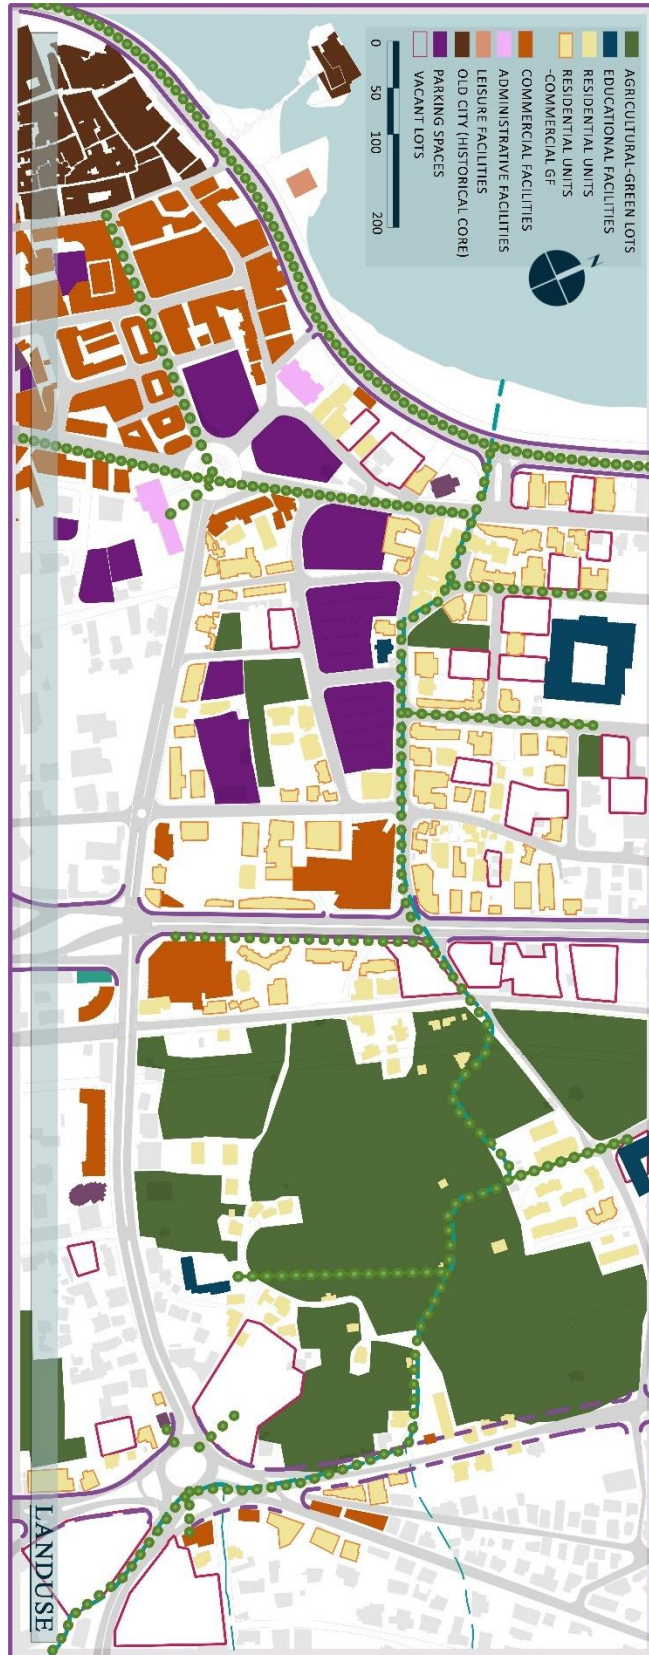 AGRICULTURAL-GREEN LOTS
EDUCATIONAL FACILITIES
RESIDENTIAL UNITS
RESIDENTIAL UNITS
-COMMERCIAL GF
COMMERCIAL FACILITIES
ADMINISTRATIVE FACILITIES
LEISURE FACILITIES
OLD CITY (HISTORICAL CORE)
PARKING SPACES
VACANT LOTS
0 50 100 200
N
LANDUSE